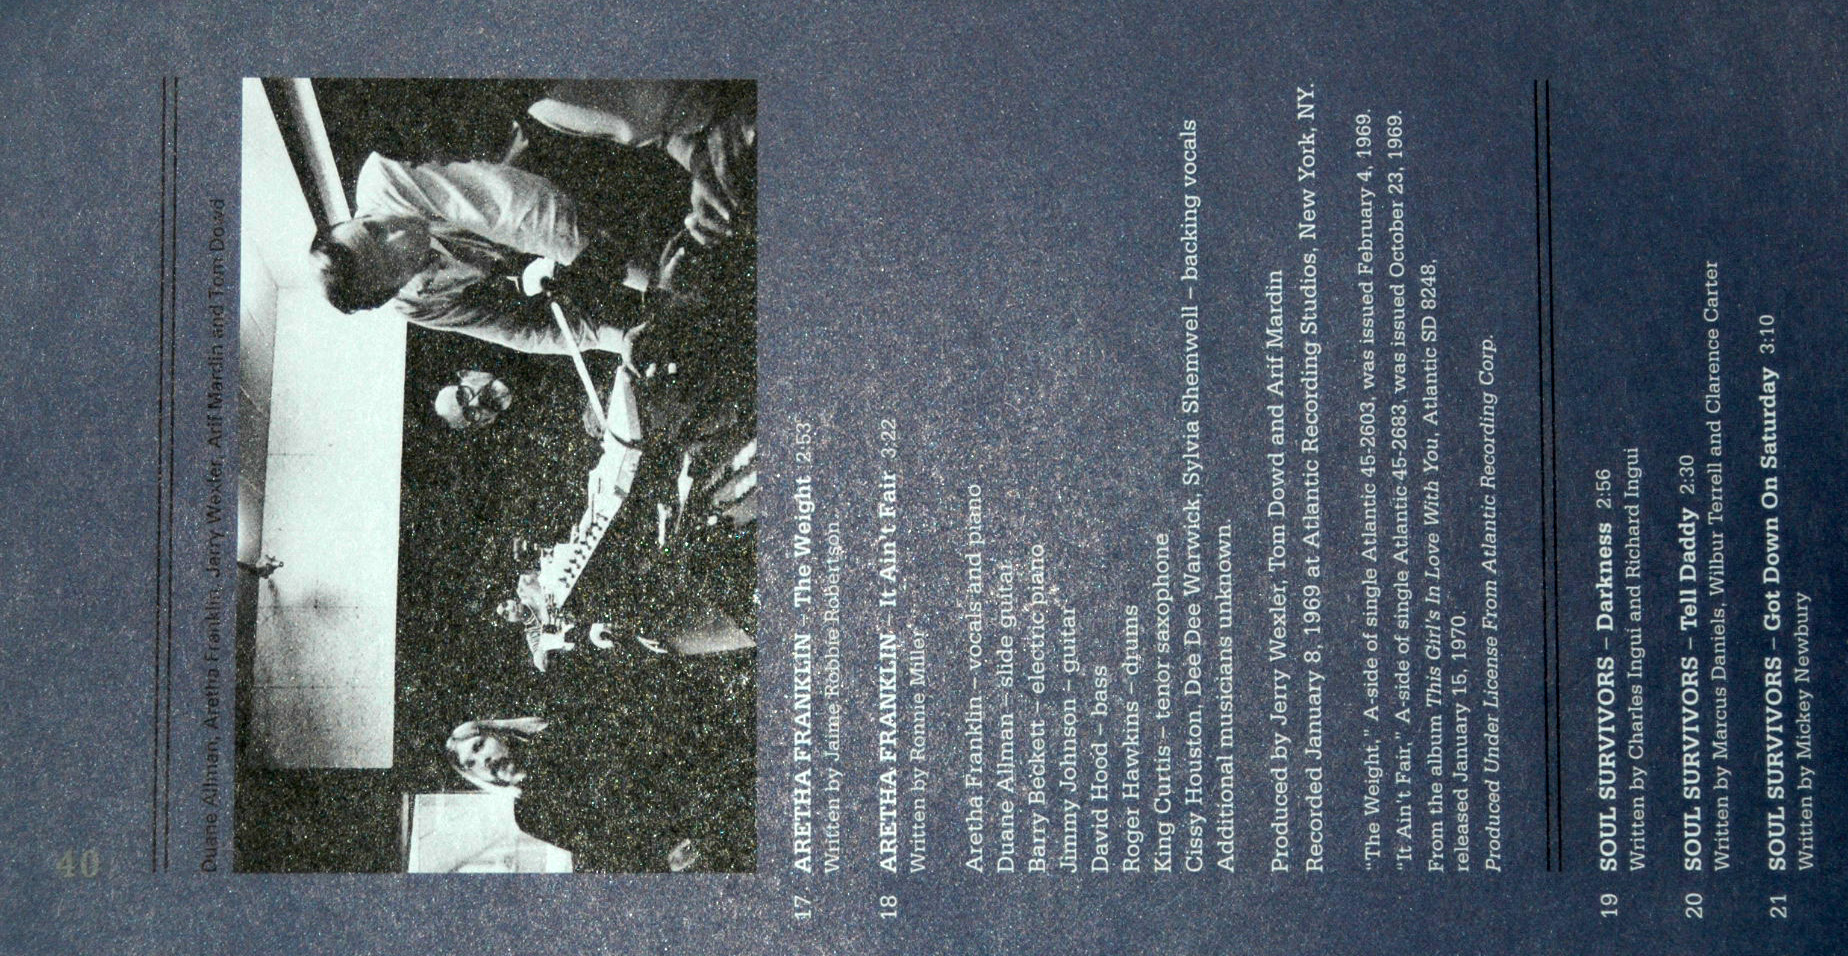 40
Duane Allman, Aretha Franklin, Jerry Wexler, Arif Mardin and Tom Dowd
17. ARETHA FRANKLIN – The Weight 2:53
Written by Jaime Robbie Robertson.
18 ARETHA FRANKLIN – It Ain't Fair 3:22
Written by Ronnie Miller
Aretha Franklin – vocals and piano
Duane Allman – slide guitar
Barry Beckett – electric piano
Jimmy Johnson – guitar
David Hood – bass
Roger Hawkins – drums
King Curtis – tenor saxophone
Cissy Houston, Dee Dee Warwick, Sylvia Shemwell – backing vocals
Additional musicians unknown.
Produced by Jerry Wexler, Tom Dowd and Arif Mardin
Recorded January 8, 1969 at Atlantic Recording Studios, New York, NY.
"The Weight," A-side of single Atlantic 45-2603, was issued February 4, 1969.
"It Ain't Fair," A-side of single Atlantic 45-2683, was issued October 23, 1969.
From the album This Girl's In Love With You, Atlantic SD 8248,
released January 15, 1970.
Produced Under License From Atlantic Recording Corp.
19 SOUL SURVIVORS – Darkness 2:56
Written by Charles Ingui and Richard Ingui
20 SOUL SURVIVORS – Tell Daddy 2:30
Written by Marcus Daniels, Wilbur Terrell and Clarence Carter
21 SOUL SURVIVORS – Got Down On Saturday 3:10
Written by Mickey Newbury